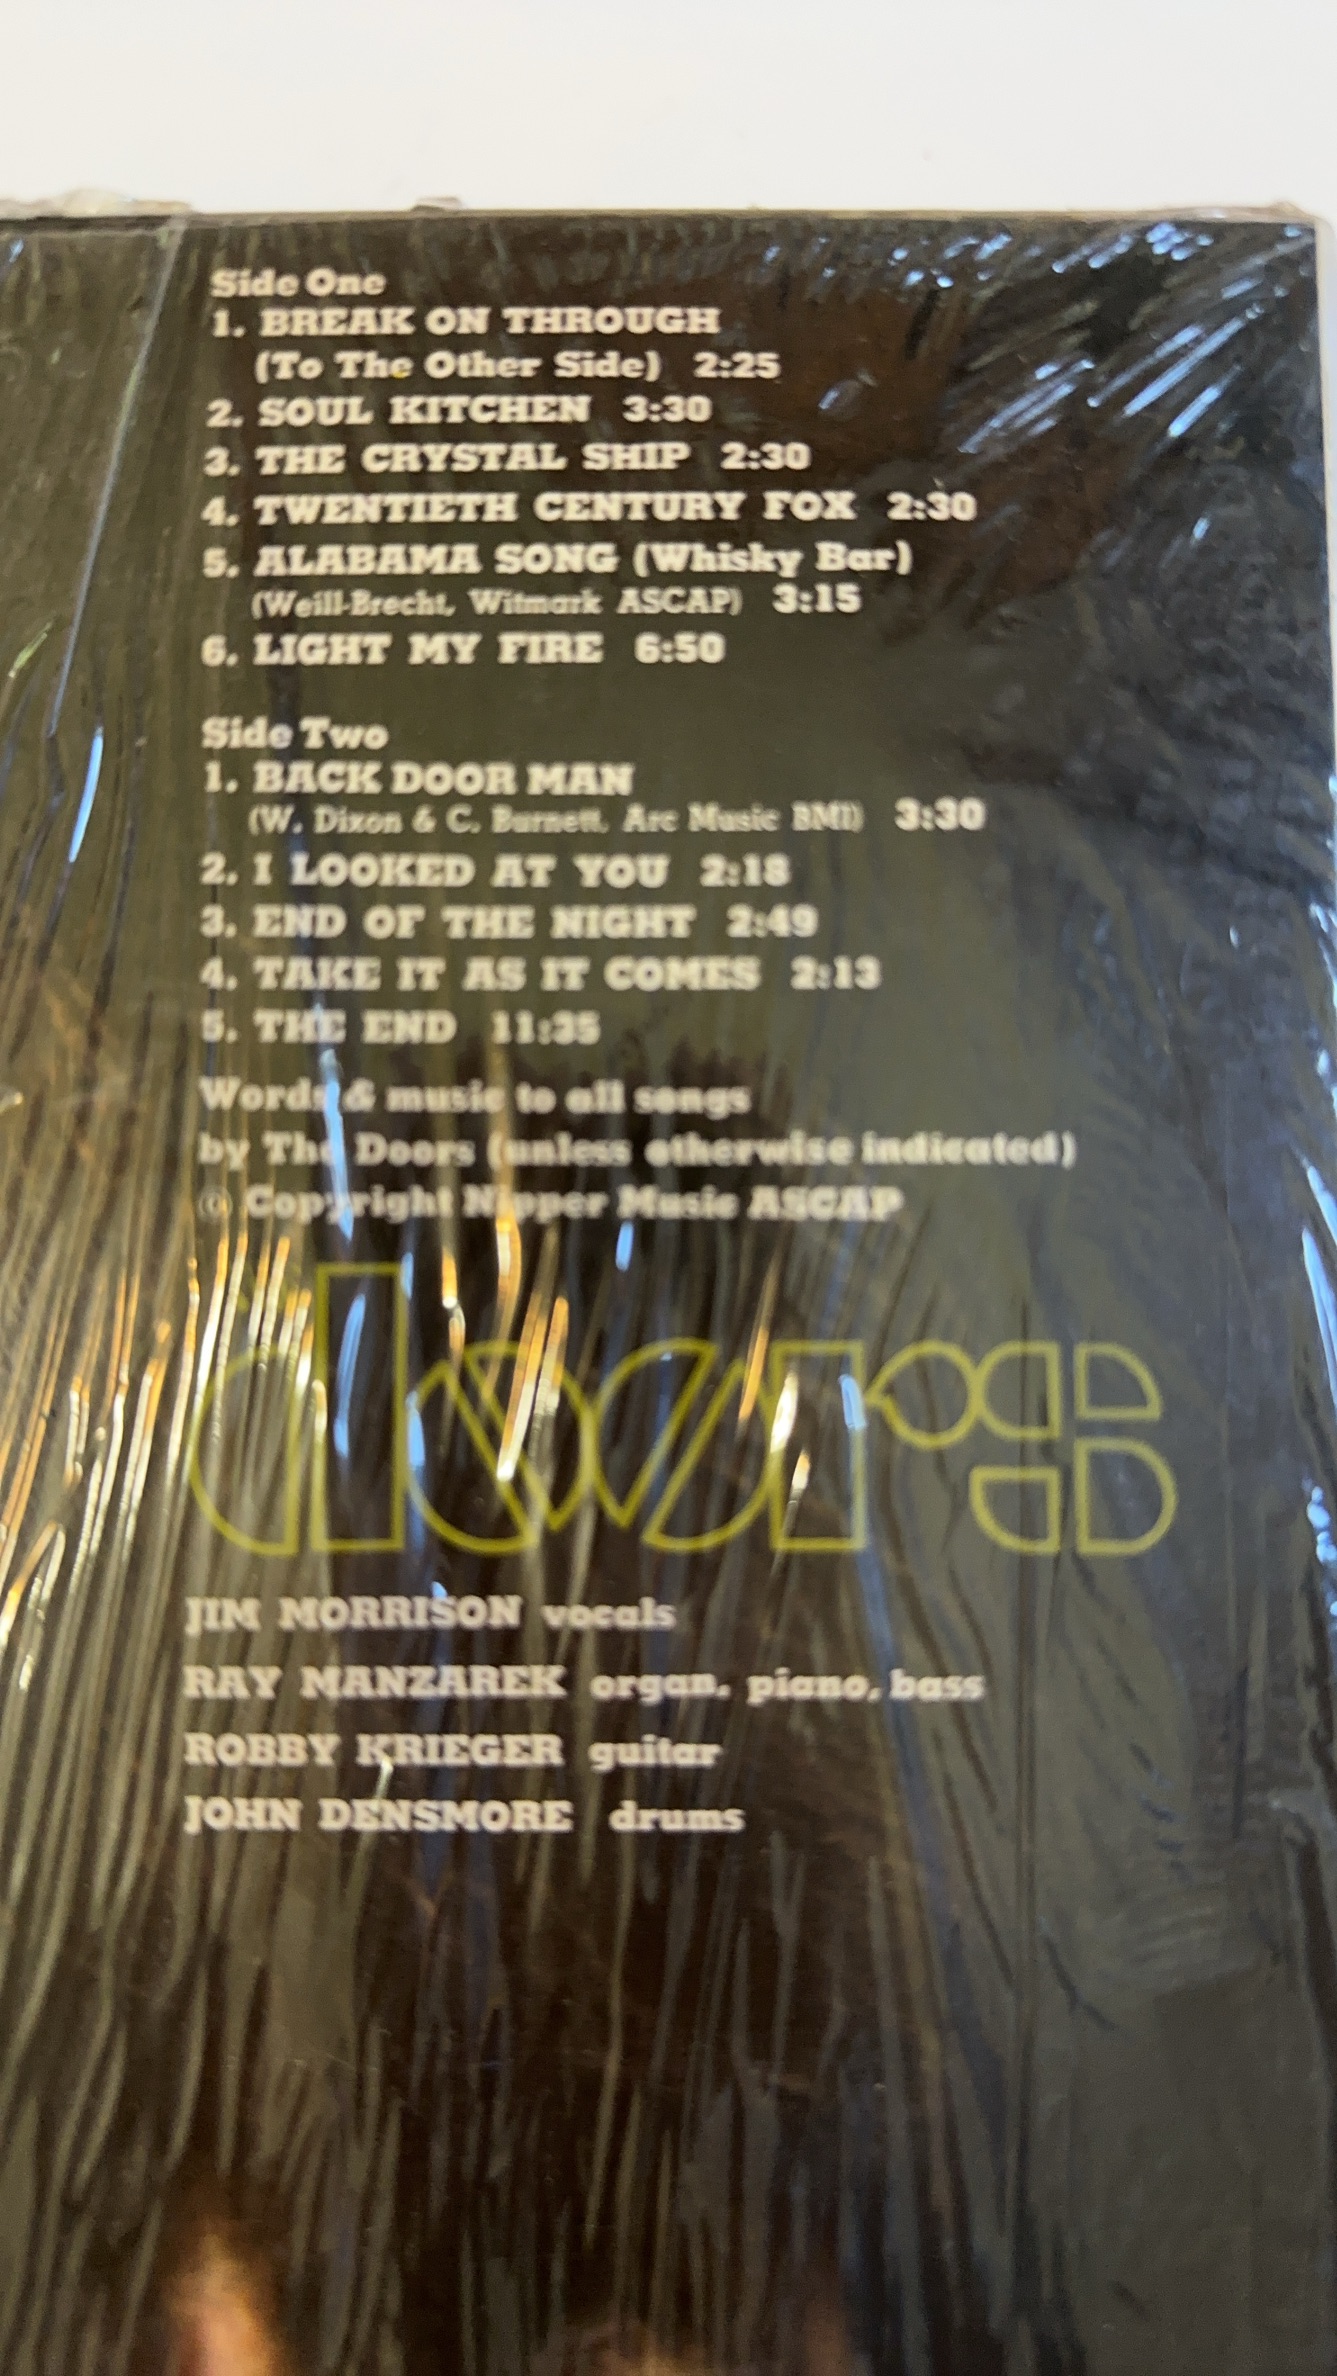 Side One
1. BREAK ON THROUGH
(To The Other Side) 2:25
2. SOUL KITCHEN 3:30
3. THE CRYSTAL SHIP 2:30
4. TWENTIETH CENTURY FOX 2:30
5. ALABAMA SONG (Whisky Bar)
(Weill-Brecht, Witmark ASCAP) 3:15
6. LIGHT MY FIRE 6:50
Side Two
1. BACK DOOR MAN
(W. Dixon & C. Burnett, Arc Music BMI) 3:30
2. I LOOKED AT YOU 2:18
3. END OF THE NIGHT 2:49
4. TAKE IT AS IT COMES 2:13
5. THE END 11:35
Words & music to all songs
by The Doors (unless otherwise indicated)
© Copyright Nipper Music ASCAP
doors
JIM MORRISON vocals
RAY MANZAREK organ, piano, bass
ROBBY KRIEGER guitar
JOHN DENSMORE drums